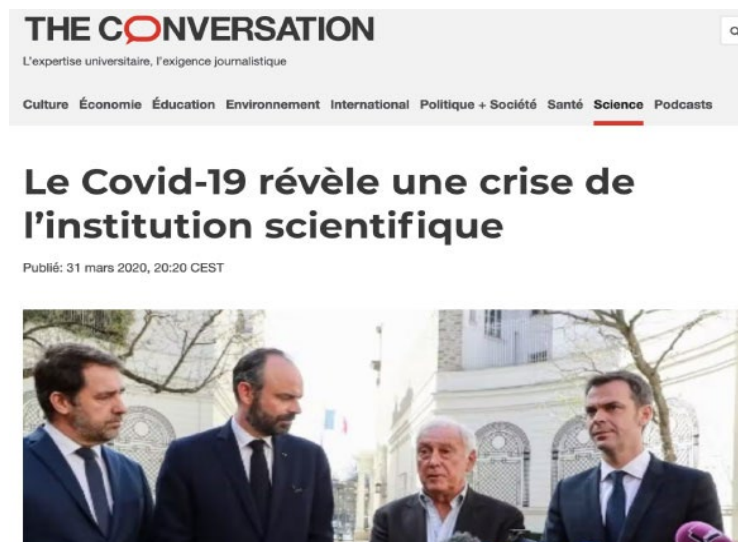 THE CONVERSATION
L'expertise universitaire, l'exigence journalistique
Culture Économie Éducation Environnement International Politique + Société Santé Science Podcasts
Le Covid-19 révèle une crise de
l'institution scientifique
Publié: 31 mars 2020, 20:20 CEST